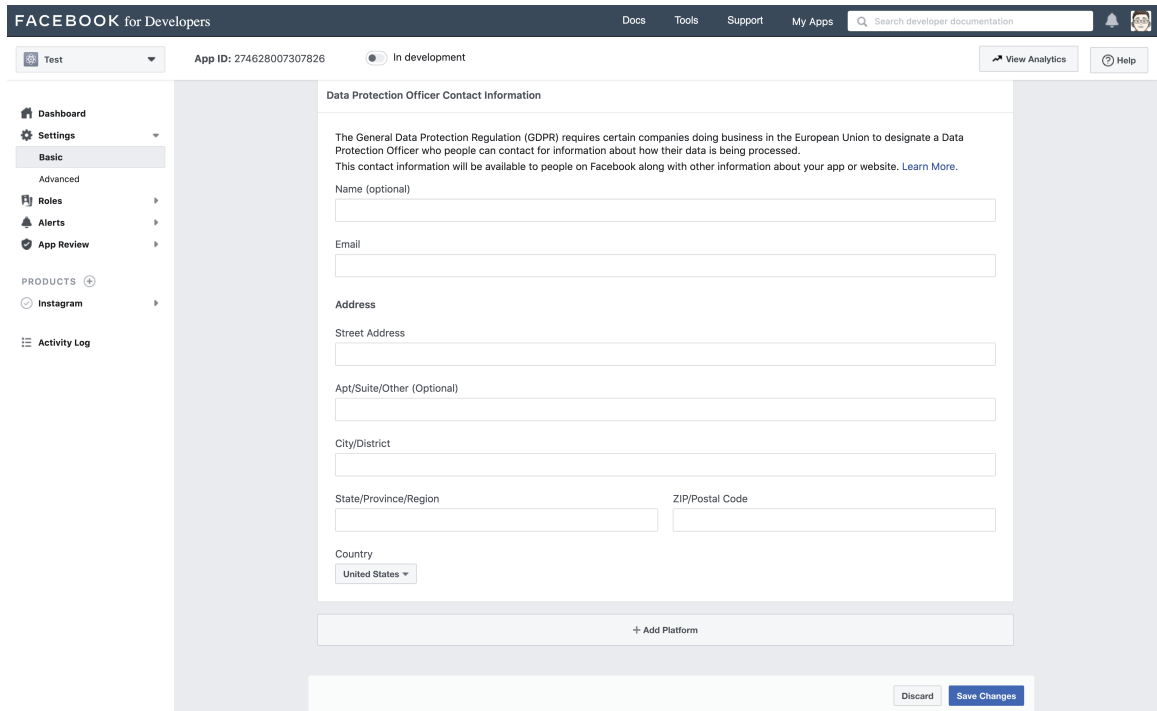 FACEBOOK for Developers
Docs Tools Support My Apps Search developer documentation
Test
App ID: 274628007307826 In development View Analytics Help
Dashboard
Settings
Basic
Advanced
Roles
Alerts
App Review
PRODUCTS
Instagram
Activity Log
Data Protection Officer Contact Information
The General Data Protection Regulation (GDPR) requires certain companies doing business in the European Union to designate a Data
Protection Officer who people can contact for information about how their data is being processed.
This contact information will be available to people on Facebook along with other information about your app or website. Learn More.
Name (optional)
Email
Address
Street Address
Apt/Suite/Other (Optional)
City/District
State/Province/Region ZIP/Postal Code
Country
United States
+ Add Platform
Discard Save Changes